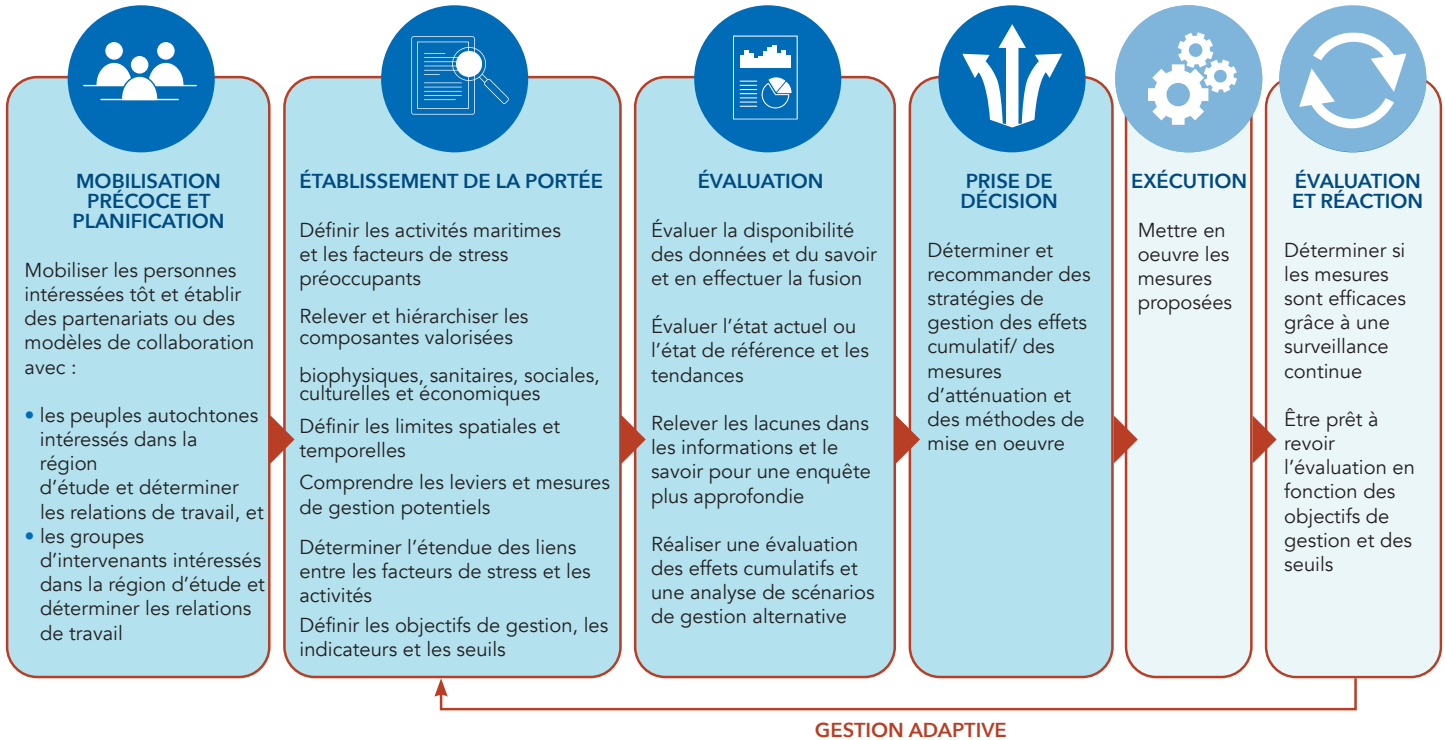 MOBILISATION
PRÉCOCE ET
PLANIFICATION
Mobiliser les personnes
intéressées tôt et établir
des partenariats ou des
modèles de collaboration
avec :
• les peuples autochtones
intéressés dans la
région
d’étude et déterminer
les relations de travail, et
• les groupes
d’intervenants intéressés
dans la région d’étude et
déterminer les relations
de travail
ÉTABLISSEMENT DE LA PORTÉE
Définir les activités maritimes
et les facteurs de stress
préoccupants
Relever et hiérarchiser les
composantes valorisées
biophysiques, sanitaires, sociales,
culturelles et économiques
Définir les limites spatiales et
temporelles
Comprendre les leviers et mesures
de gestion potentiels
Déterminer l’étendue des liens
entre les facteurs de stress et les
activités
Définir les objectifs de gestion, les
indicateurs et les seuils
ÉVALUATION
Évaluer la disponibilité
des données et du savoir
et en effectuer la fusion
Évaluer l’état actuel ou
l’état de référence et les
tendances
Relever les lacunes dans
les informations et le
savoir pour une enquête
plus approfondie
Réaliser une évaluation
des effets cumulatifs et
une analyse de scénarios
de gestion alternative
PRISE DE
DÉCISION
Déterminer et
recommander des
stratégies de
gestion des effets
cumulatif/ des
mesures
d’atténuation et
des méthodes de
mise en oeuvre
EXÉCUTION
Mettre en
oeuvre les
mesures
proposées
ÉVALUATION
ET RÉACTION
Déterminer si
les mesures
sont efficaces
grâce à une
surveillance
continue
Être prêt à
revoir
l’évaluation en
fonction des
objectifs de
gestion et des
seuils
GESTION ADAPTIVE